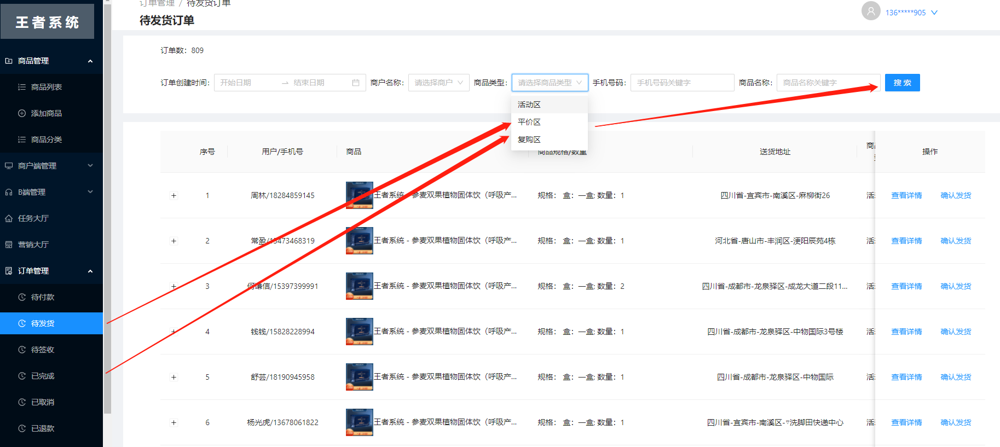 王者系统
商品管理
商品列表
添加商品
商品分类
商户端管理
B端管理
任务大厅
营销大厅
订单管理
待付款
待发货
待签收
已完成
已取消
已退款
订单管理 / 待发货订单
待发货订单
136*****905
订单数：809
订单创建时间： 开始日期 → 结束日期 商户名称： 请选择商户 商品类型： 请选择商品类型 手机号码： 手机号码关键字 商品名称： 商品名称关键字 搜 索
活动区
平价区
复购区
序号 用户/手机号 商品 商品规格/数量 送货地址 操作
1 周林/18284859145 王者系统 - 参麦双果植物固体饮（呼吸产... 规格： 盒：一盒; 数量：1 四川省-宜宾市-南溪区-麻柳街26 查看详情 确认发货
2 常盈/15473468319 王者系统 - 参麦双果植物固体饮（呼吸产... 规格： 盒：一盒; 数量：1 河北省-唐山市-丰润区-浭阳辰苑4栋 查看详情 确认发货
3 何谦信/15397399991 王者系统 - 参麦双果植物固体饮（呼吸产... 规格： 盒：一盒; 数量：2 四川省-成都市-龙泉驿区-成龙大道二段11... 查看详情 确认发货
4 钱钱/15828228994 王者系统 - 参麦双果植物固体饮（呼吸产... 规格： 盒：一盒; 数量：1 四川省-成都市-龙泉驿区-中物国际3号楼 查看详情 确认发货
5 舒芸/18190945958 王者系统 - 参麦双果植物固体饮（呼吸产... 规格： 盒：一盒; 数量：1 四川省-成都市-龙泉驿区-中物国际 查看详情 确认发货
6 杨光虎/13678061822 王者系统 - 参麦双果植物固体饮（呼吸产... 规格： 盒：一盒; 数量：1 四川省-宜宾市-南溪区-▽洗脚田快递中心 查看详情 确认发货